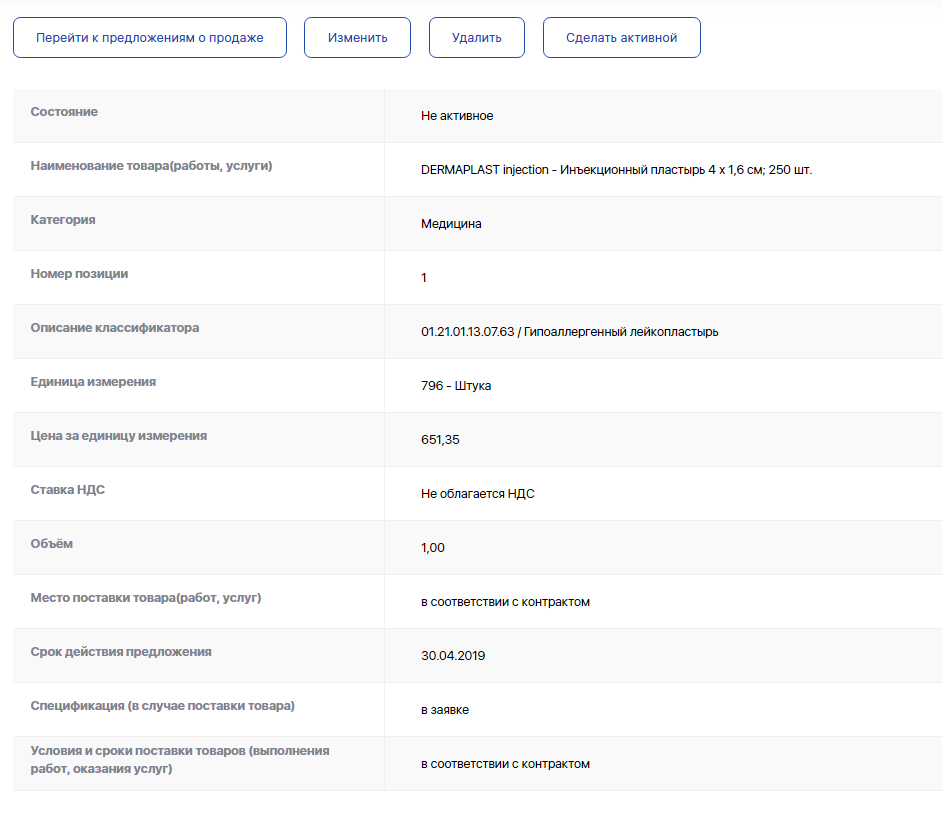 Перейти к предложениям о продаже
Изменить
Удалить
Сделать активной
Состояние
Не активное
Наименование товара(работы, услуги)
DERMAPLAST injection - Инъекционный пластырь 4 х 1,6 см; 250 шт.
Категория
Медицина
Номер позиции
1
Описание классификатора
01.21.01.13.07.63 / Гипоаллергенный лейкопластырь
Единица измерения
796 - Штука
Цена за единицу измерения
651,35
Ставка НДС
Не облагается НДС
Объём
1,00
Место поставки товара(работ, услуг)
в соответствии с контрактом
Срок действия предложения
30.04.2019
Спецификация (в случае поставки товара)
в заявке
Условия и сроки поставки товаров (выполнения
работ, оказания услуг)
в соответствии с контрактом